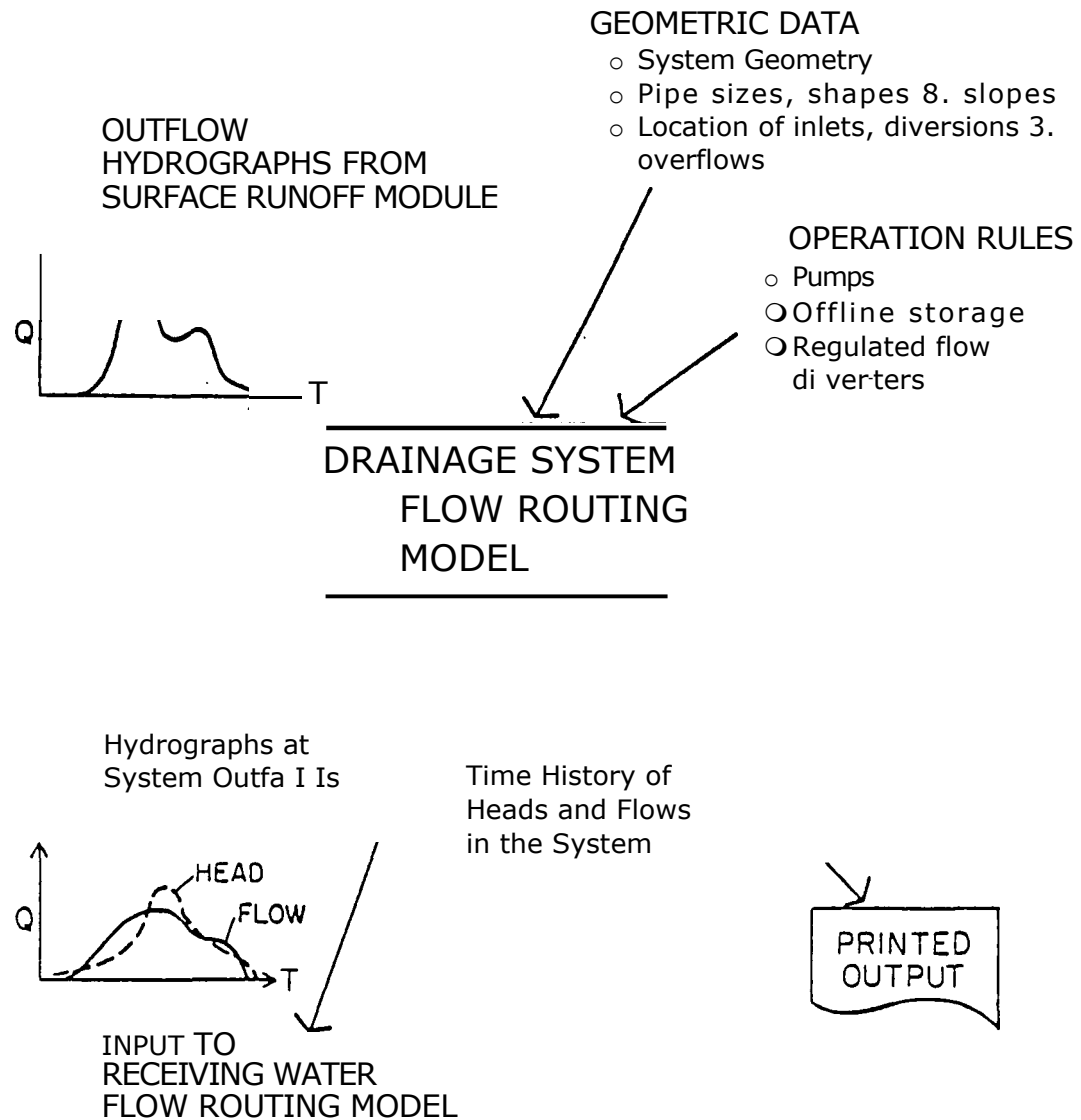 GEOMETRIC DATA
○ System Geometry
○ Pipe sizes, shapes 8. slopes
○ Location of inlets, diversions 3.
overflows
OUTFLOW
HYDROGRAPHS FROM
SURFACE RUNOFF MODULE
OPERATION RULES
○ Pumps
❍ Offline storage
❍ Regulated flow
di ver-ters
Q
T
DRAINAGE SYSTEM
FLOW ROUTING
MODEL
Hydrographs at
System Outfa I Is
Time History of
Heads and Flows
in the System
HEAD
FLOW
Q
T
PRINTED
OUTPUT
INPUT TO
RECEIVING WATER
FLOW ROUTING MODEL